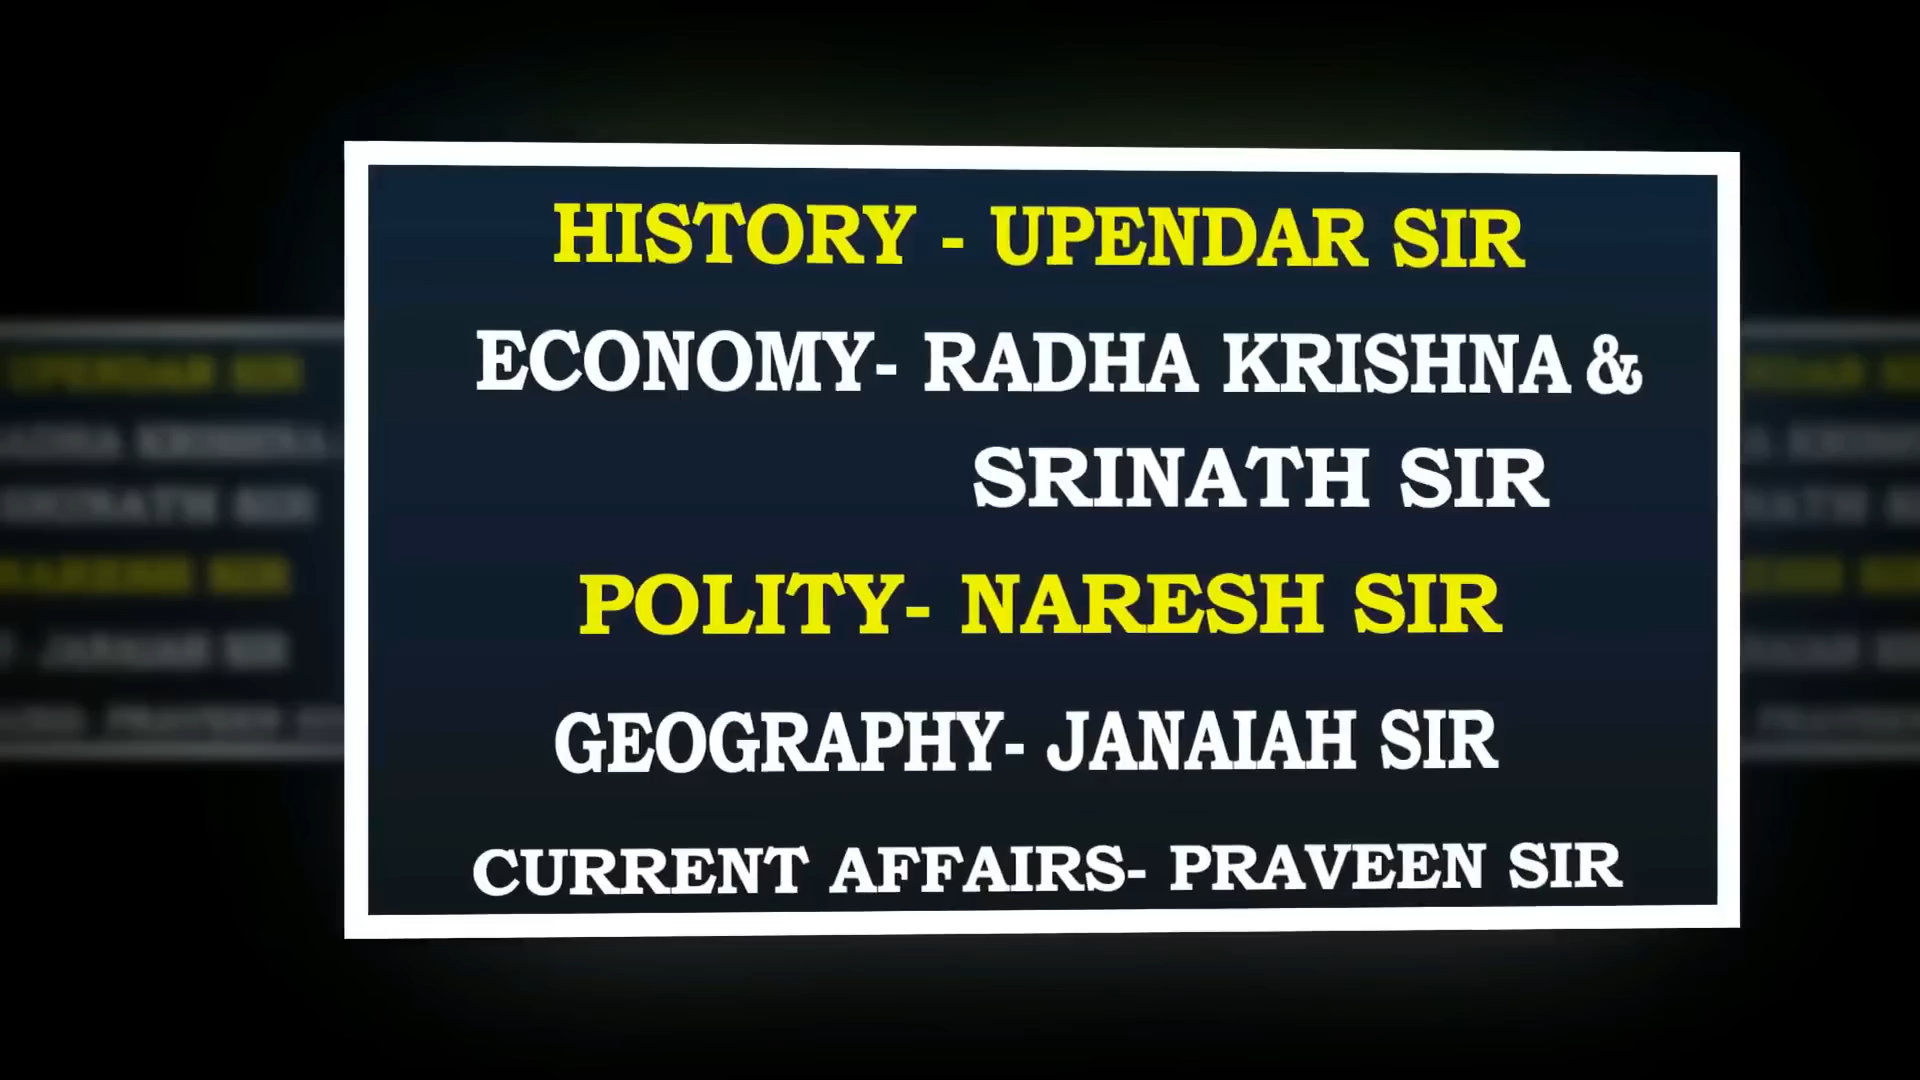 HISTORY - UPENDAR SIR
ECONOMY- RADHA KRISHNA &
SRINATH SIR
POLITY- NARESH SIR
GEOGRAPHY- JANAIAH SIR
CURRENT AFFAIRS- PRAVEEN SIR